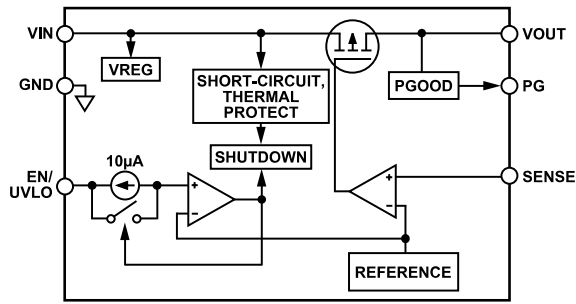 VIN
VOUT
VREG
GND
SHORT-CIRCUIT,
THERMAL
PROTECT
PGOOD
PG
10µA
SHUTDOWN
EN/
UVLO
SENSE
+
−
+
−
REFERENCE